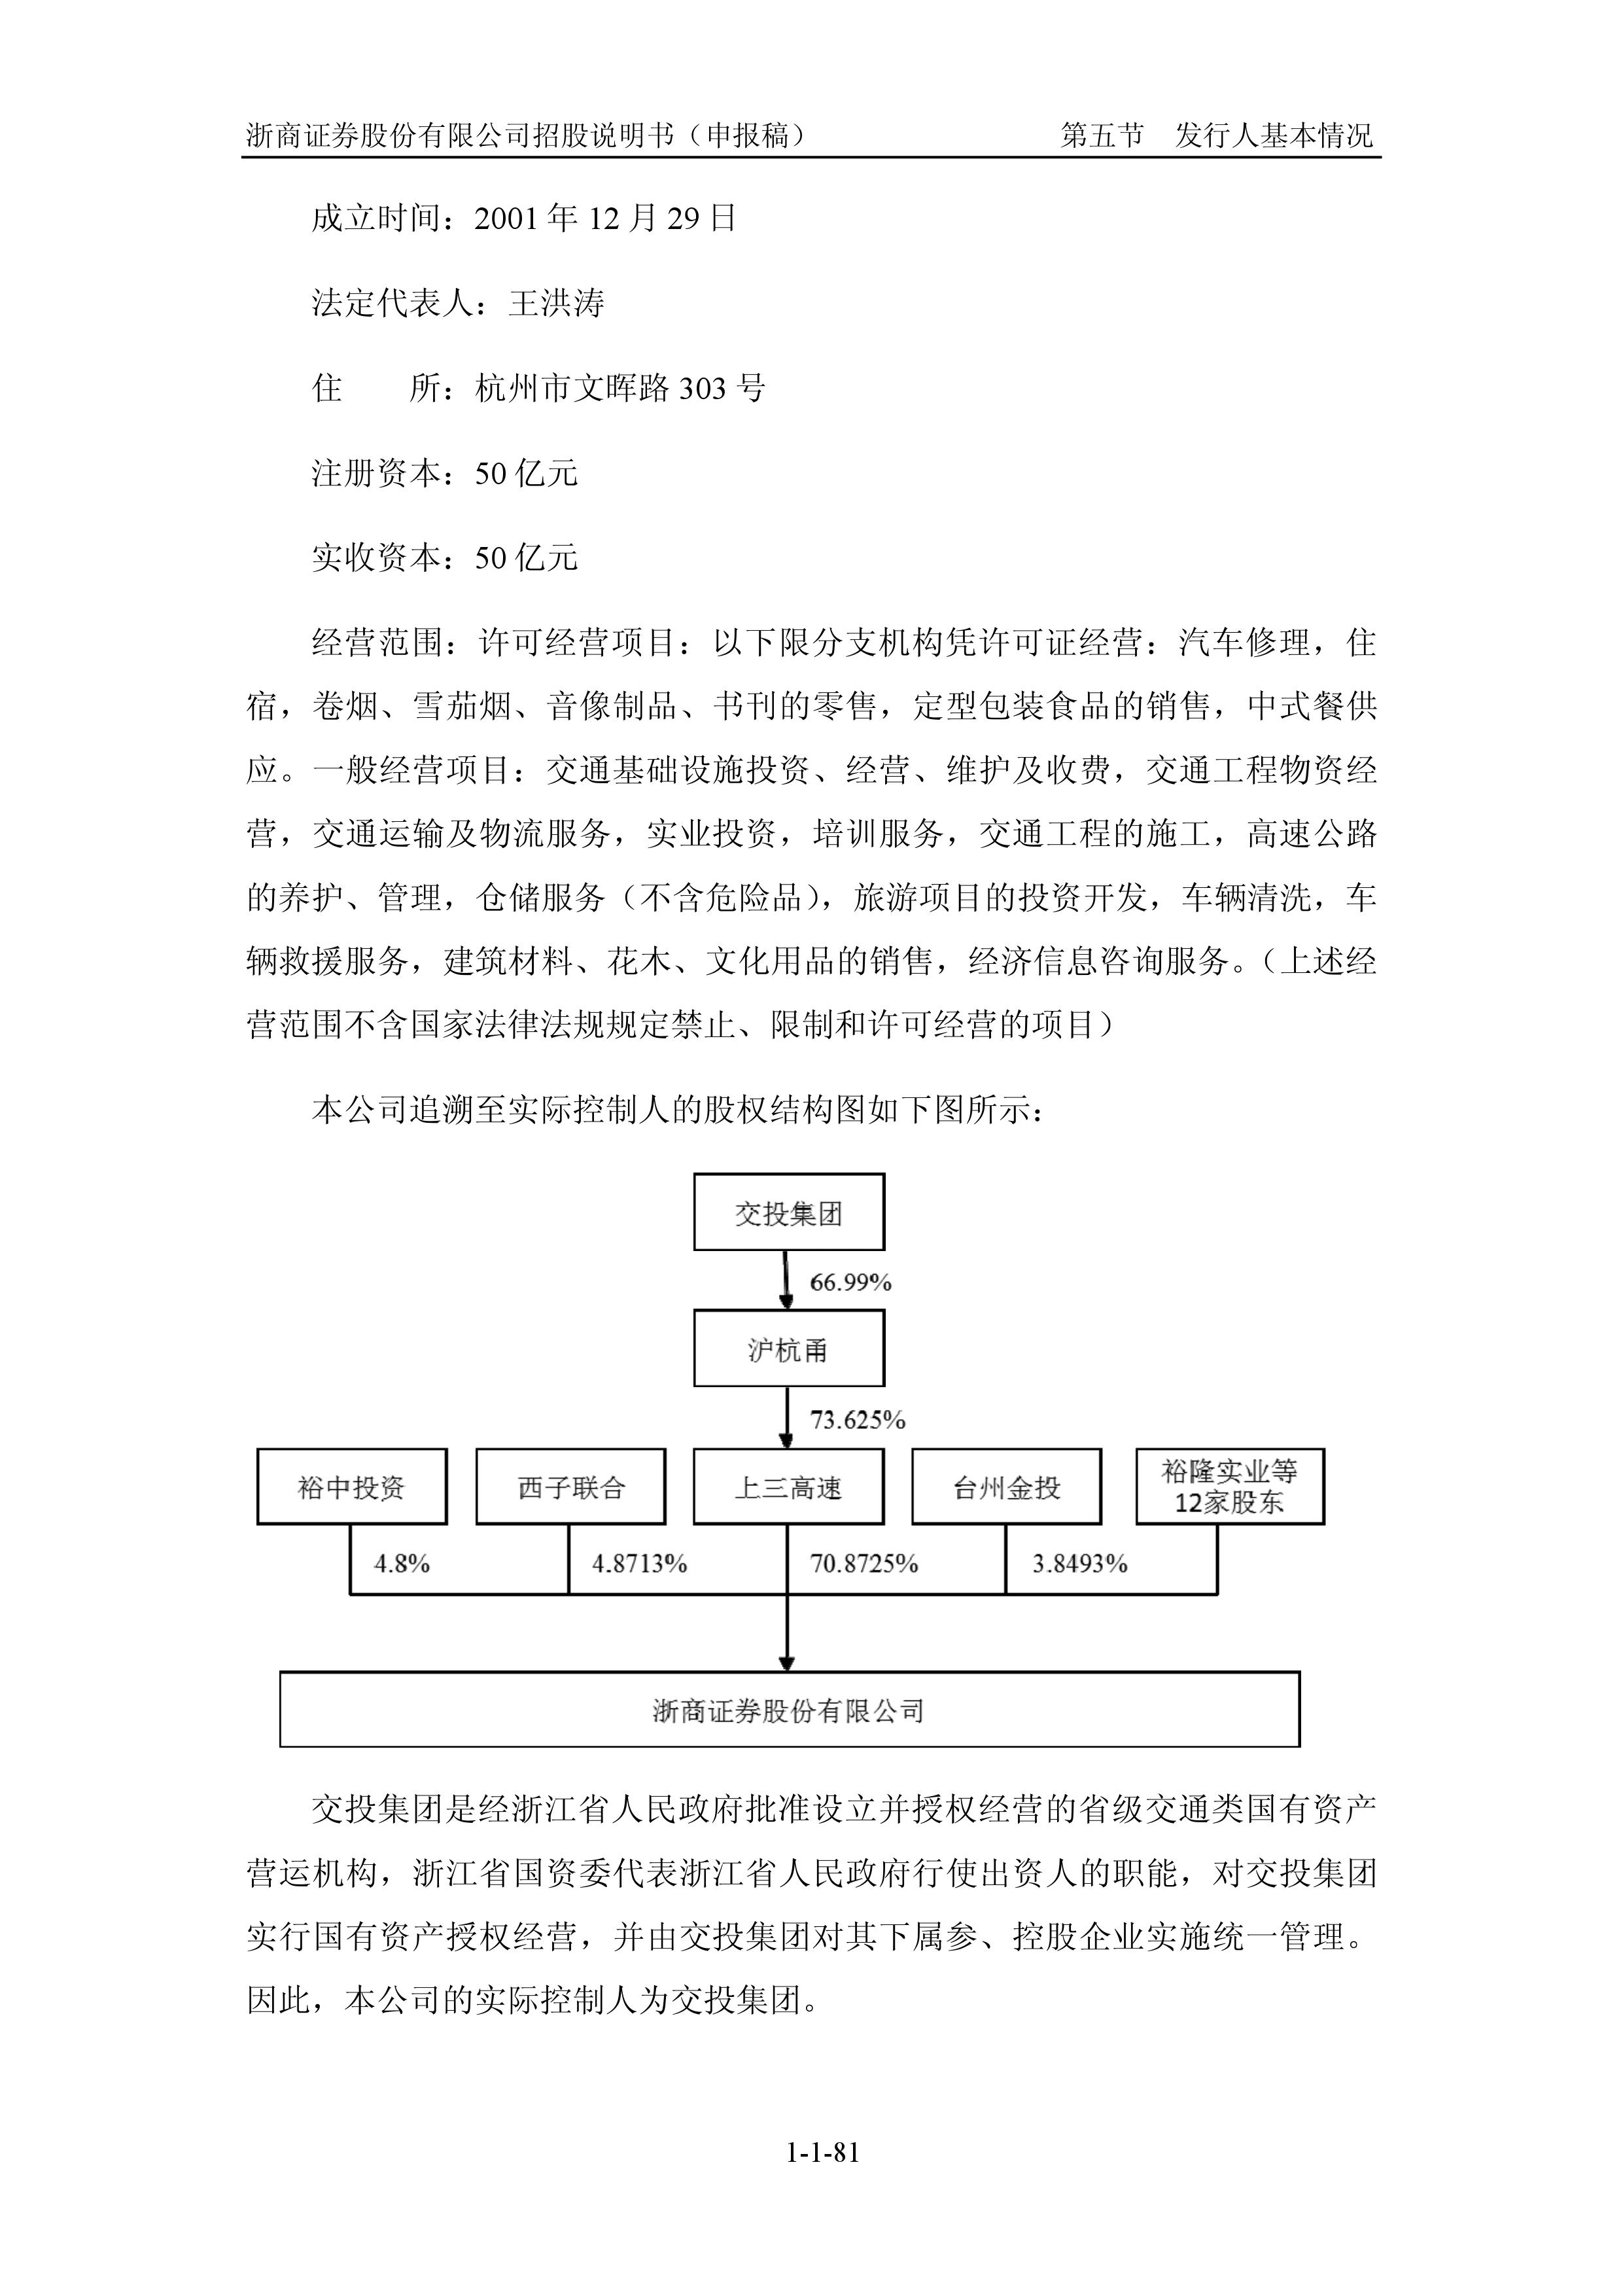 浙商证券股份有限公司招股说明书（申报稿） 第五节 发行人基本情况
成立时间：2001 年 12 月 29 日
法定代表人：王洪涛
住 所：杭州市文晖路 303 号
注册资本：50 亿元
实收资本：50 亿元
经营范围：许可经营项目：以下限分支机构凭许可证经营：汽车修理，住
宿，卷烟、雪茄烟、音像制品、书刊的零售，定型包装食品的销售，中式餐供
应。一般经营项目：交通基础设施投资、经营、维护及收费，交通工程物资经
营，交通运输及物流服务，实业投资，培训服务，交通工程的施工，高速公路
的养护、管理，仓储服务（不含危险品），旅游项目的投资开发，车辆清洗，车
辆救援服务，建筑材料、花木、文化用品的销售，经济信息咨询服务。（上述经
营范围不含国家法律法规规定禁止、限制和许可经营的项目）
本公司追溯至实际控制人的股权结构图如下图所示：
交投集团
66.99%
沪杭甬
73.625%
裕中投资 西子联合 上三高速 台州金投 裕隆实业等
12家股东
4.8% 4.8713% 70.8725% 3.8493%
浙商证券股份有限公司
交投集团是经浙江省人民政府批准设立并授权经营的省级交通类国有资产
营运机构，浙江省国资委代表浙江省人民政府行使出资人的职能，对交投集团
实行国有资产授权经营，并由交投集团对其下属参、控股企业实施统一管理。
因此，本公司的实际控制人为交投集团。
1-1-81